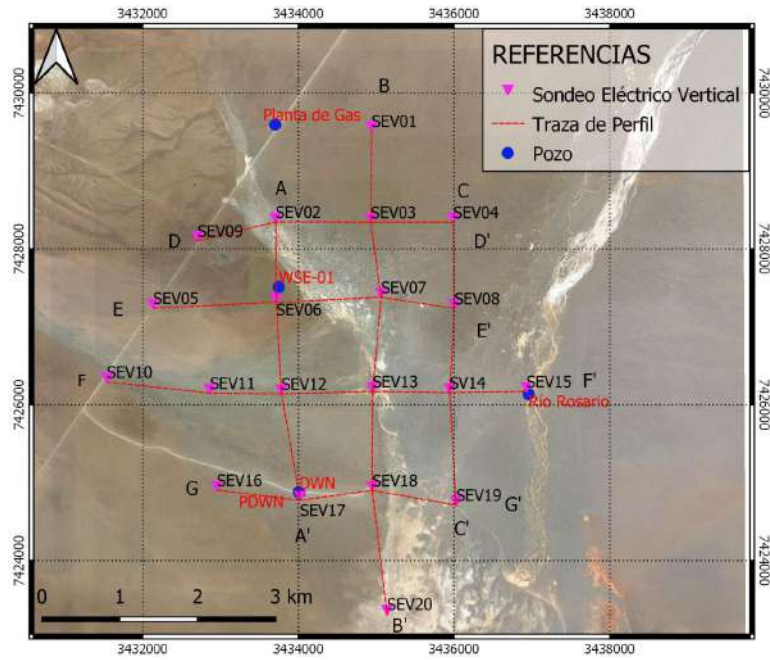 3432000
3434000
3436000
3438000
REFERENCIAS
Sondeo Eléctrico Vertical
Traza de Perfil
Pozo
7430000
7430000
B
Planta de Gas
SEV01
A
C
SEV02
SEV03
SEV04
SEV09
D
D'
7428000
7428000
SEV07
WSE-01
SEV05
SEV06
SEV08
E
E'
SEV10
F
SEV11
SEV12
SEV13
SV14
SEV15
F'
Rio Rosario
7426000
7426000
SEV16
G
POWN
OWN
SEV17
SEV18
SEV19
G'
A'
C'
7424000
7424000
SEV20
B'
0 1 2 3 km
3432000
3434000
3436000
3438000